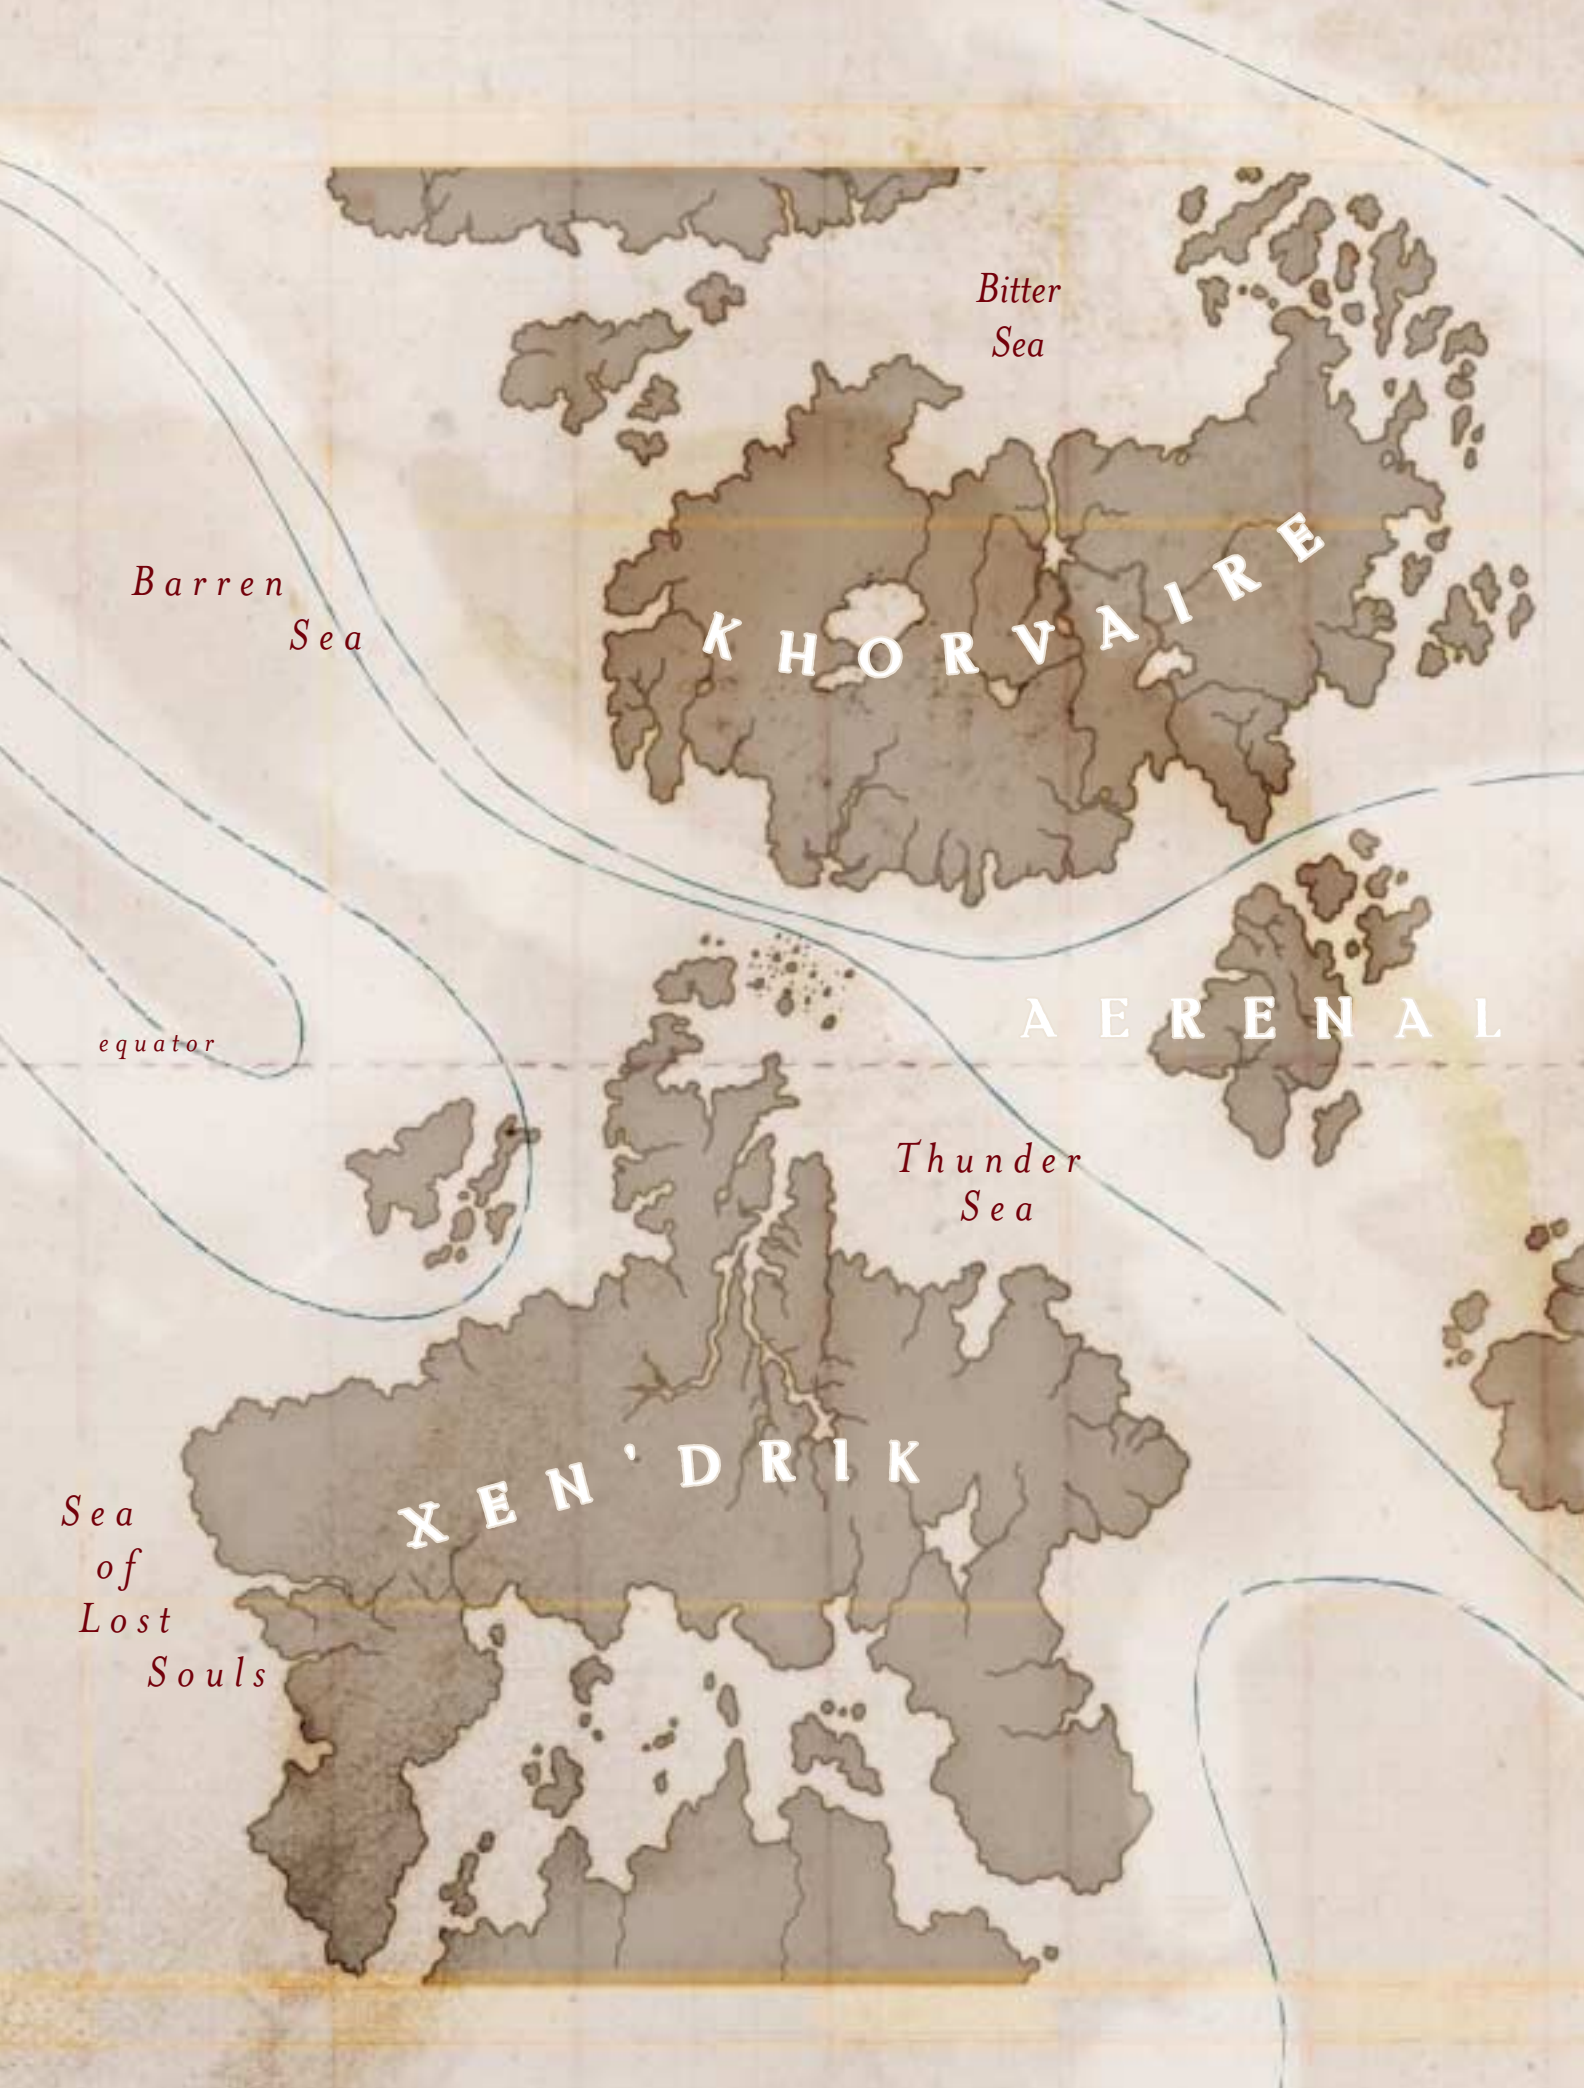 Bitter
Sea
Barren
Sea
KHORVAIRE
AERENAL
equator
Thunder
Sea
XEN'DRIK
Sea
of
Lost
Souls